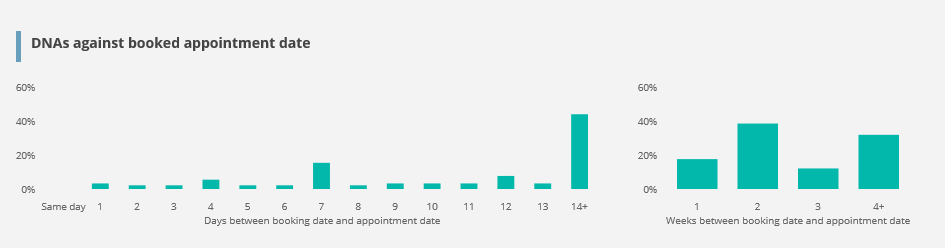 DNAs against booked appointment date
60%
40%
20%
0%
Same day 1 2 3 4 5 6 7 8 9 10 11 12 13 14+
Days between booking date and appointment date
60%
40%
20%
0%
1 2 3 4+
Weeks between booking date and appointment date